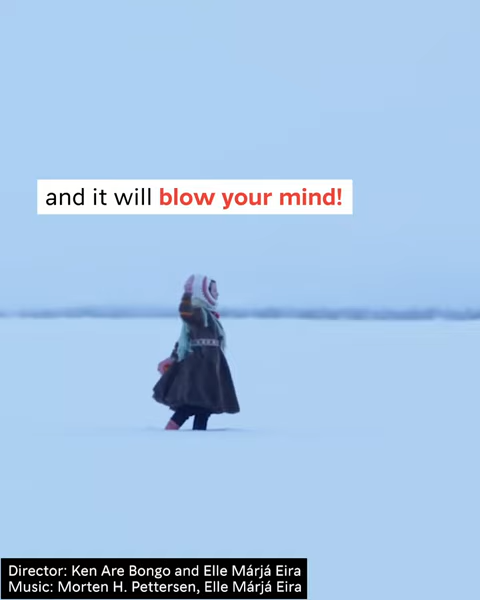 and it will blow your mind!
Director: Ken Are Bongo and Elle Márjá Eira
Music: Morten H. Pettersen, Elle Márjá Eira